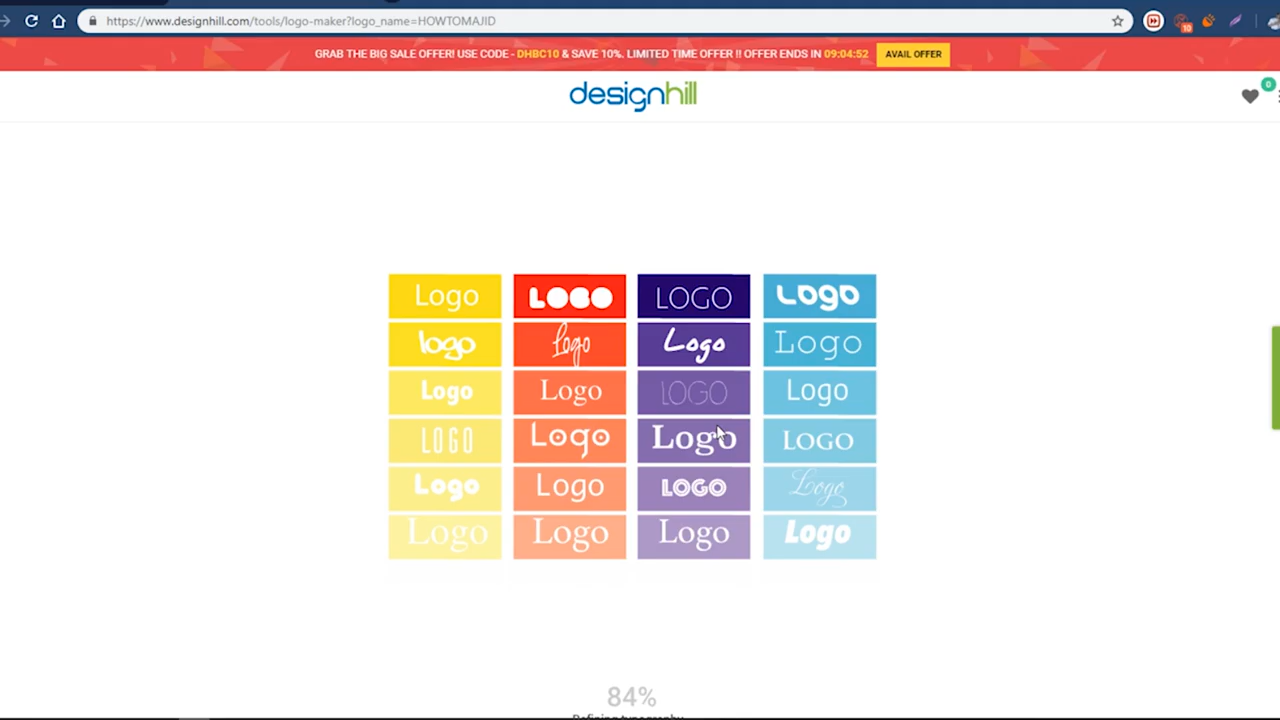 https://www.designhill.com/tools/logo-maker?logo_name=HOWTOMAJID
10
GRAB THE BIG SALE OFFER! USE CODE - DHBC10 & SAVE 10%. LIMITED TIME OFFER !! OFFER ENDS IN 09:04:52 AVAIL OFFER
designhill
0
Logo LOGO LOGO Logo
logo logo Logo Logo
Logo Logo LOGO Logo
LOGO Logo Logo LOGO
Logo Logo LOGO Logo
Logo Logo Logo Logo
84%
Refining typography